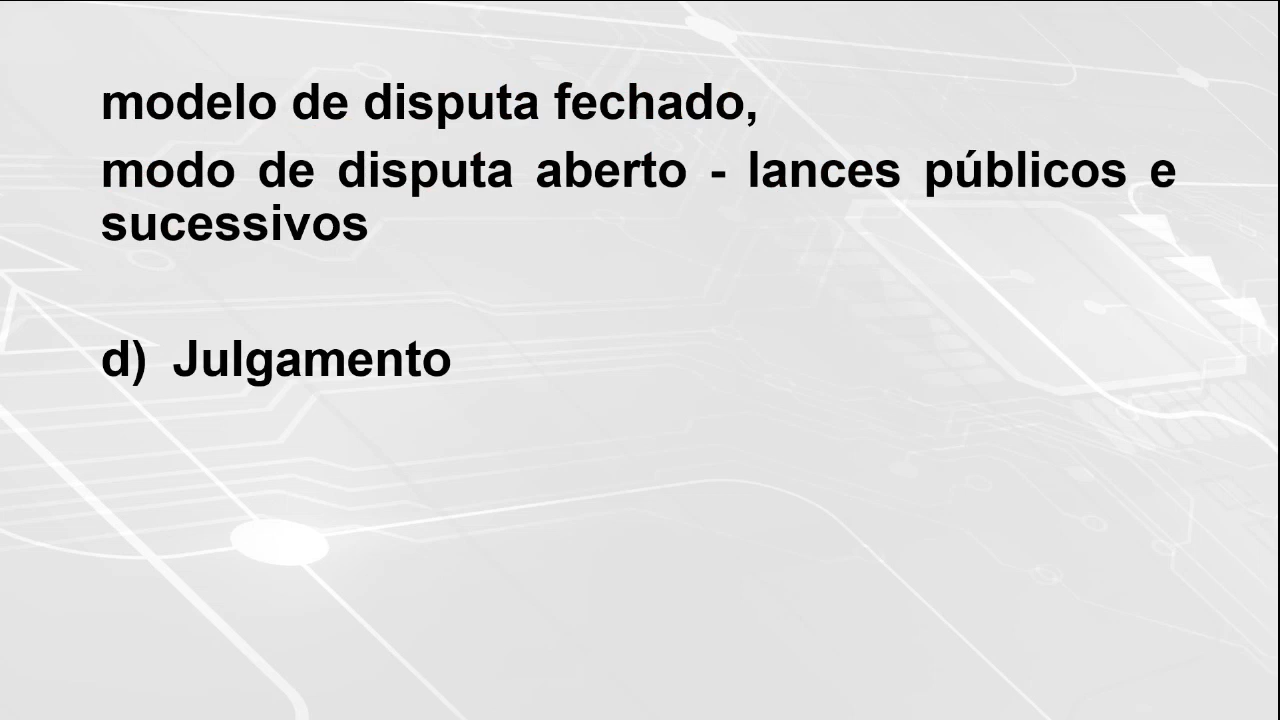 modelo de disputa fechado,
modo de disputa aberto - lances públicos e
sucessivos
d) Julgamento